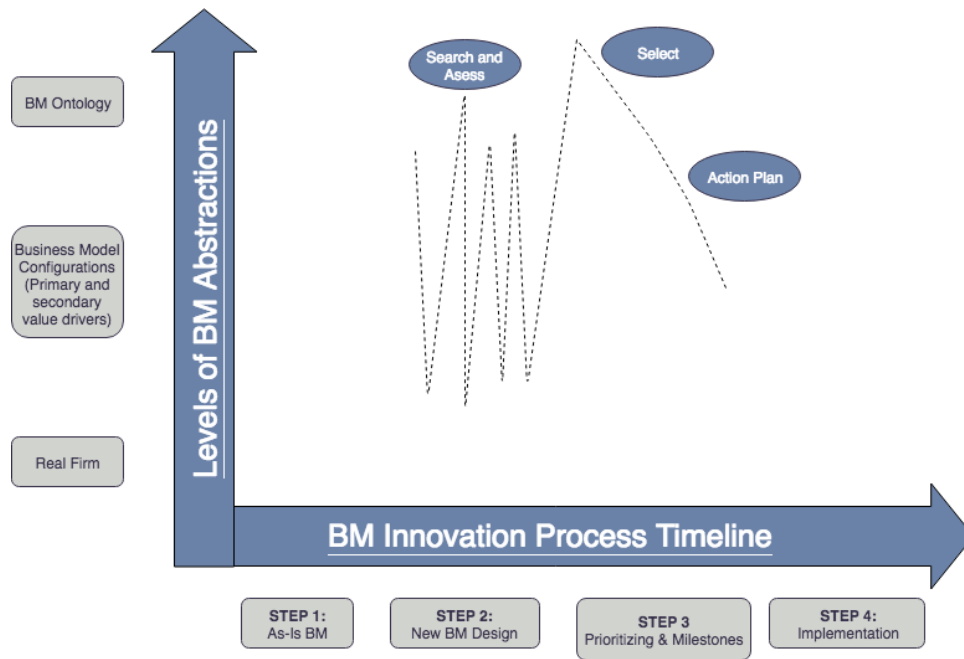 Search and
Asess
Select
BM Ontology
Action Plan
Levels of BM Abstractions
Business Model
Configurations
(Primary and
secondary
value drivers)
Real Firm
BM Innovation Process Timeline
STEP 1:
As-Is BM
STEP 2:
New BM Design
STEP 3
Prioritizing & Milestones
STEP 4:
Implementation